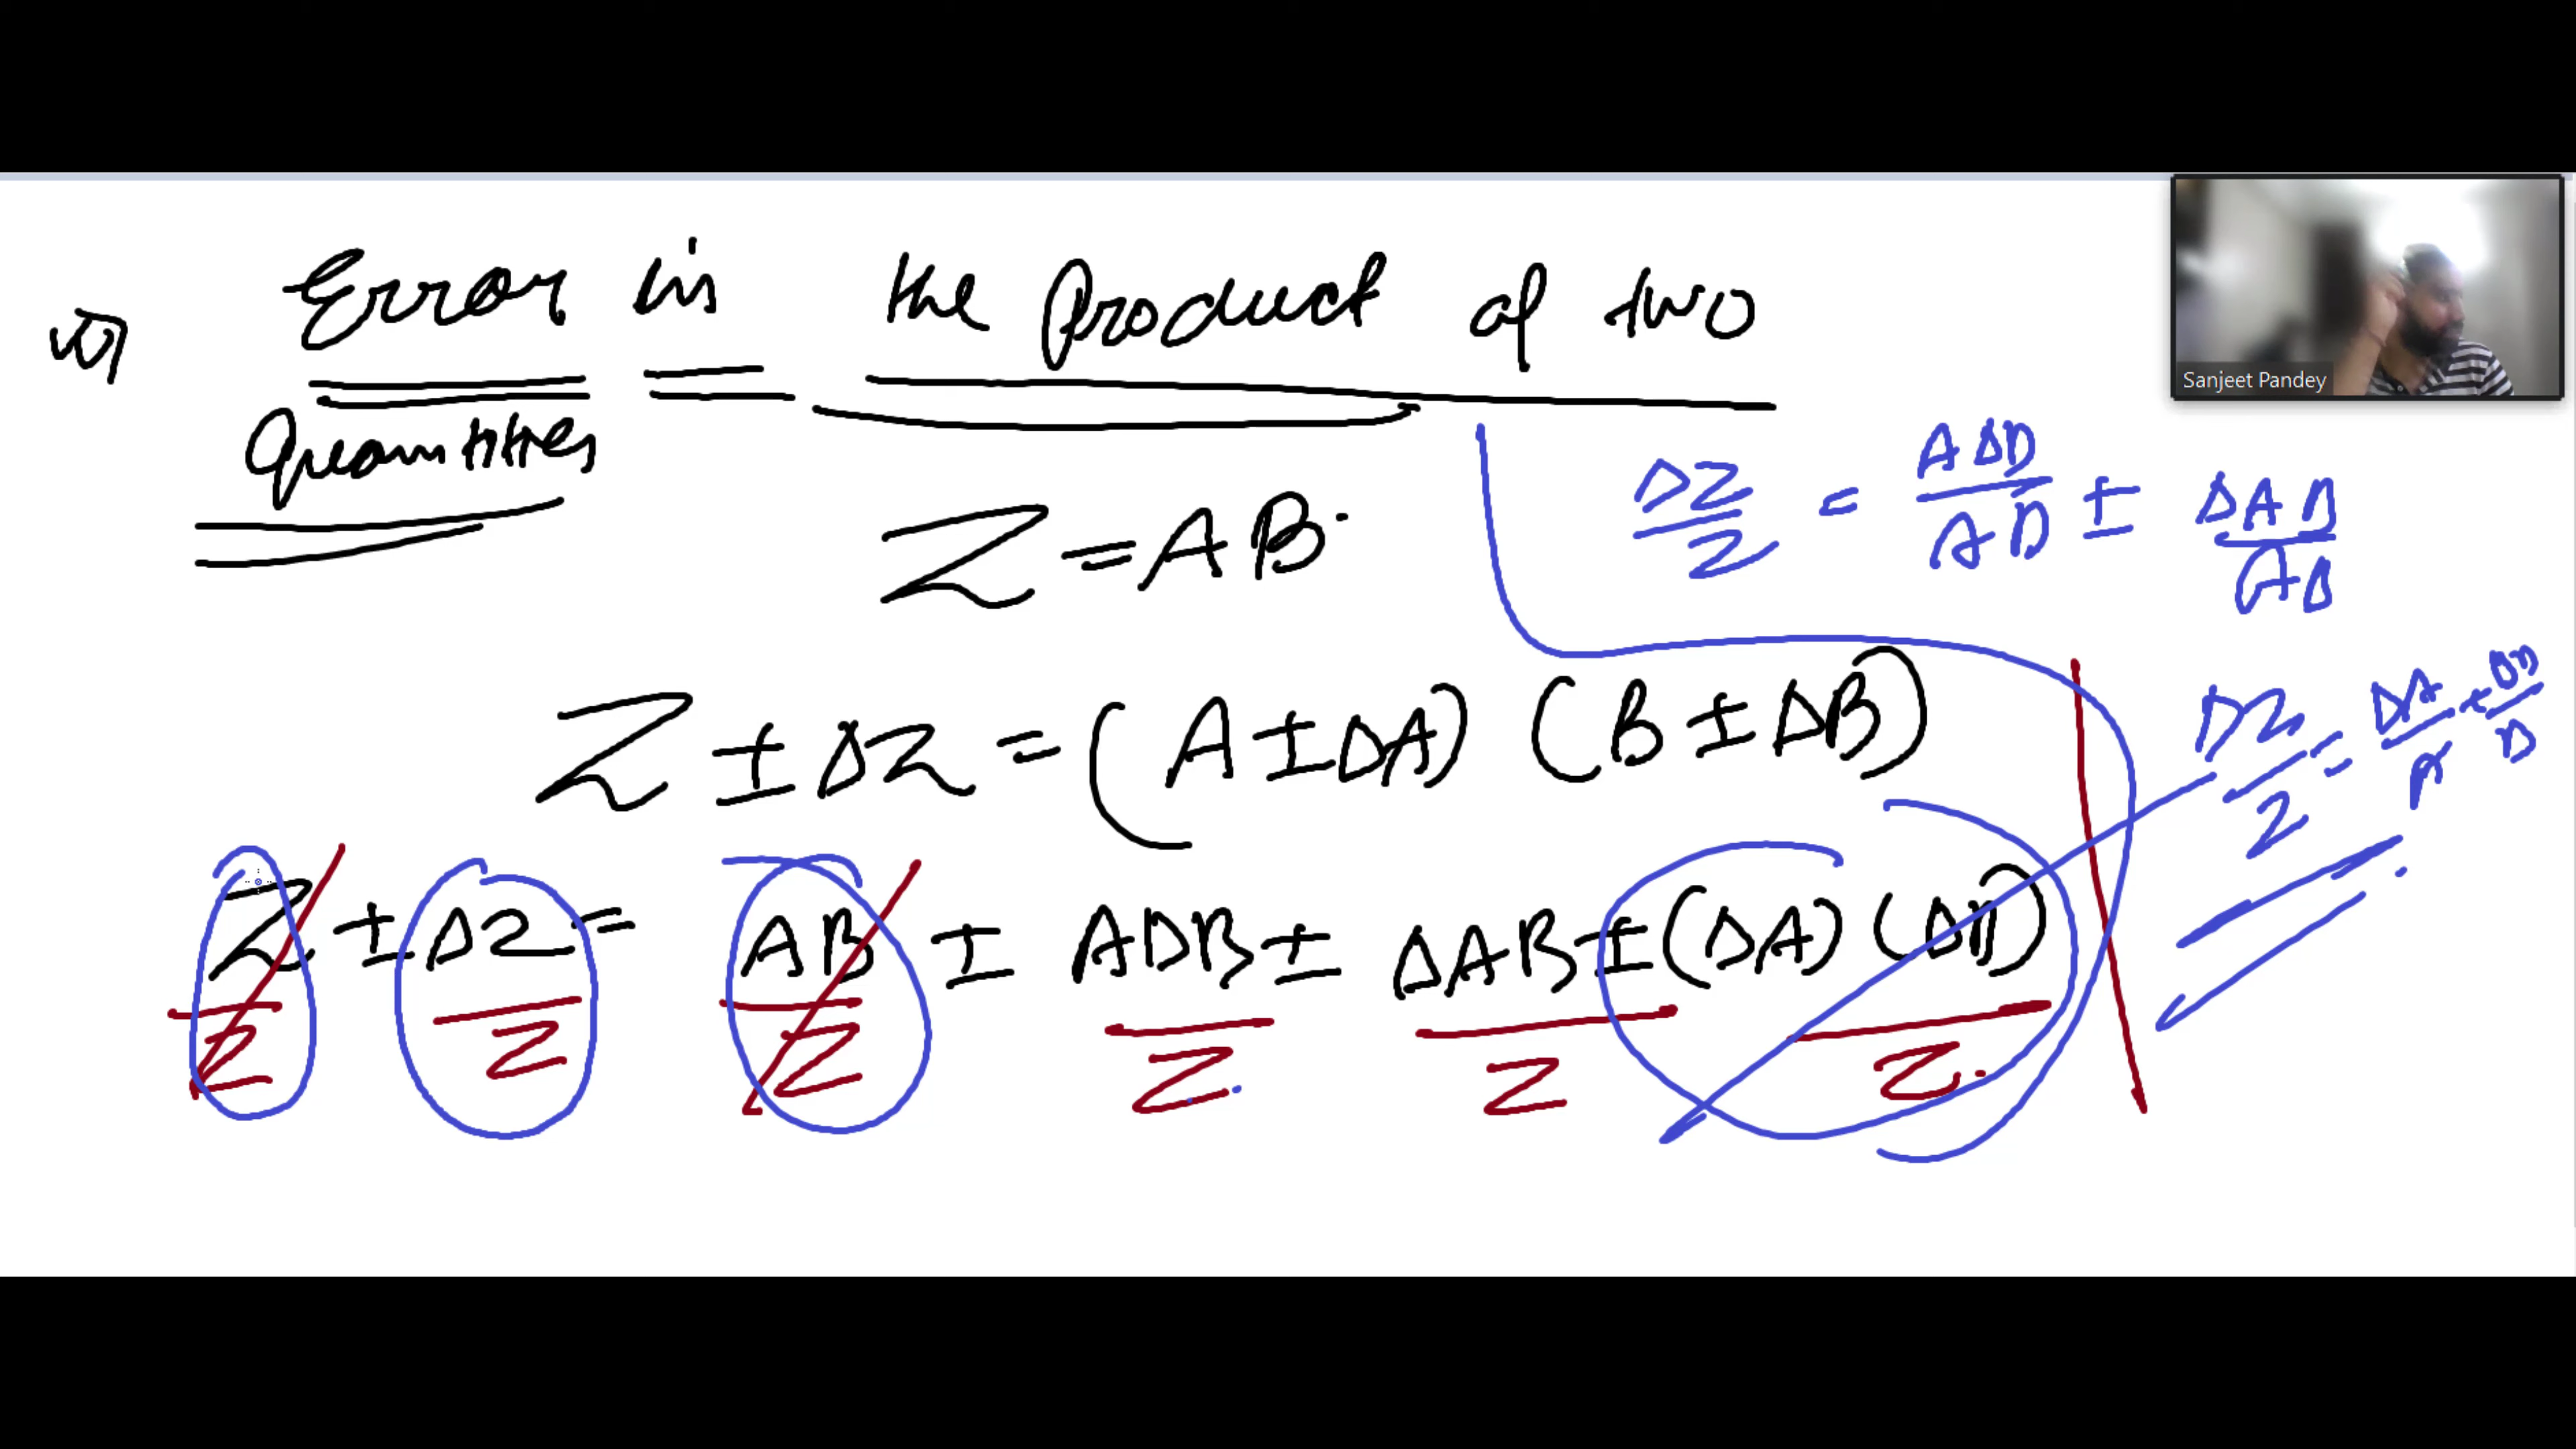 Error in the Product of two
Quantities
Sanjeet Pandey
Z = AB.
ΔZ/Z = AΔB/AB ± ΔAB/AB
Z ± ΔZ = (A ± ΔA) (B ± ΔB)
ΔZ/Z = ΔA/A + ΔB/B
Z/Z ± ΔZ/Z = AB/Z ± AΔB/Z ± ΔAB/Z ± (ΔA) (ΔB)/Z.